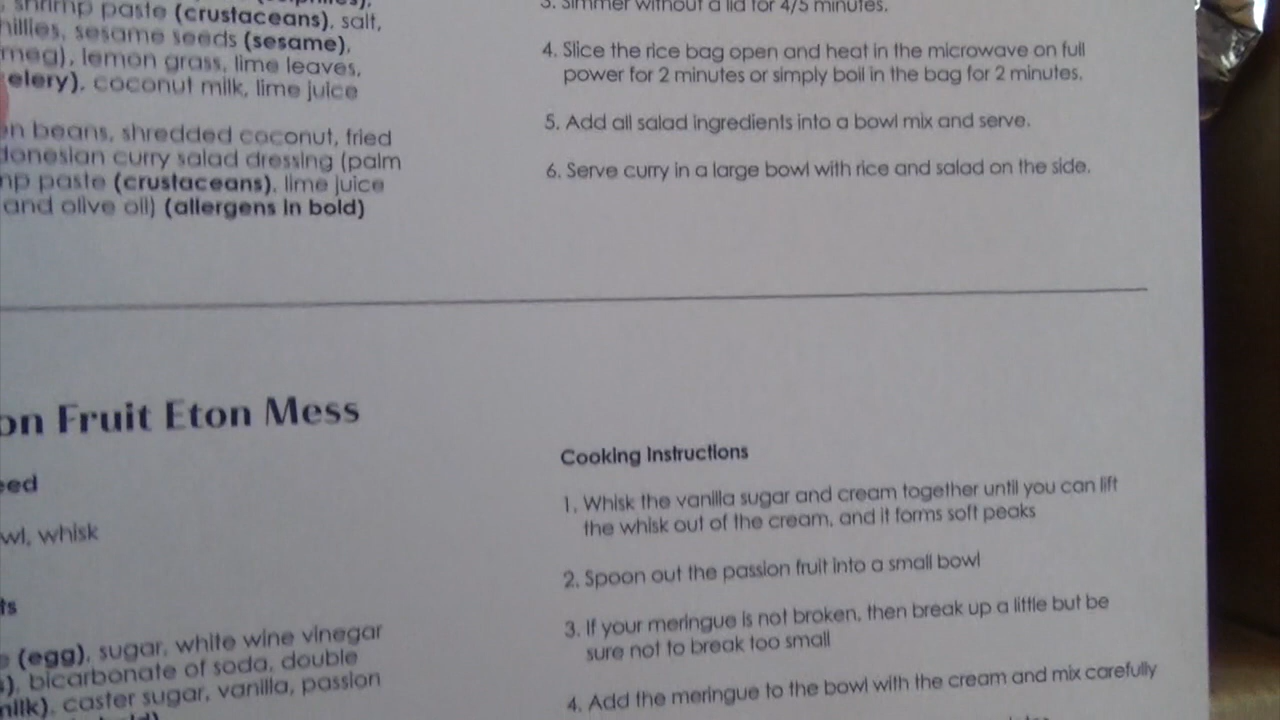 shrimp paste (crustaceans), salt,
sesame seeds (sesame),
lemon grass, lime leaves,
coconut milk, lime juice
beans, shredded coconut, fried
curry salad dressing (palm
paste (crustaceans), lime juice
and olive oil) (allergens in bold)
3. Simmer without a lid for 4/5 minutes.
4. Slice the rice bag open and heat in the microwave on full
power for 2 minutes or simply boil in the bag for 2 minutes.
5. Add all salad ingredients into a bowl mix and serve.
6. Serve curry in a large bowl with rice and salad on the side.
on Fruit Eton Mess
eed
wl, whisk
ts
(egg), sugar, white wine vinegar
bicarbonate of soda, double
caster sugar, vanilla, passion
Cooking Instructions
1. Whisk the vanilla sugar and cream together until you can lift
the whisk out of the cream, and it forms soft peaks
2. Spoon out the passion fruit into a small bowl
3. If your meringue is not broken, then break up a little but be
sure not to break too small
4. Add the meringue to the bowl with the cream and mix carefully